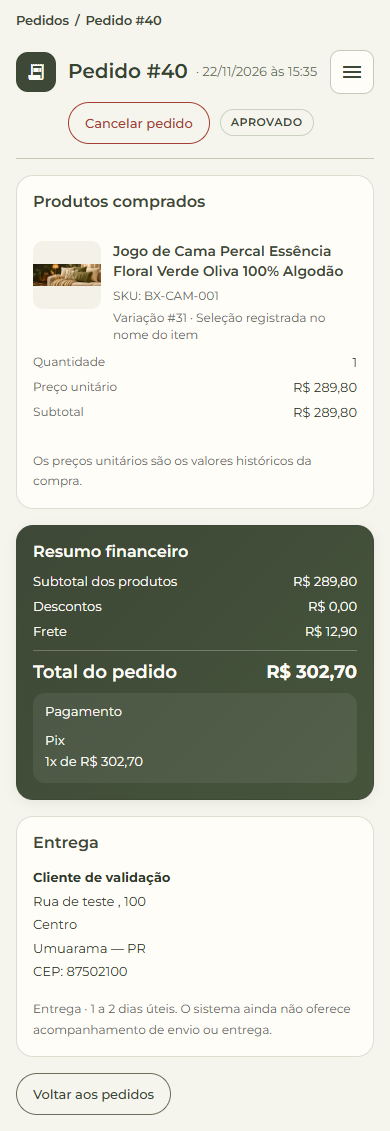 Pedidos / Pedido #40
Pedido #40 · 22/11/2026 às 15:35
Cancelar pedido APROVADO
Produtos comprados
Jogo de Cama Percal Essência
Floral Verde Oliva 100% Algodão
SKU: BX-CAM-001
Variação #31 · Seleção registrada no
nome do item
Quantidade 1
Preço unitário R$ 289,80
Subtotal R$ 289,80
Os preços unitários são os valores históricos da
compra.
Resumo financeiro
Subtotal dos produtos R$ 289,80
Descontos R$ 0,00
Frete R$ 12,90
Total do pedido R$ 302,70
Pagamento
Pix
1x de R$ 302,70
Entrega
Cliente de validação
Rua de teste , 100
Centro
Umuarama — PR
CEP: 87502100
Entrega · 1 a 2 dias úteis. O sistema ainda não oferece
acompanhamento de envio ou entrega.
Voltar aos pedidos